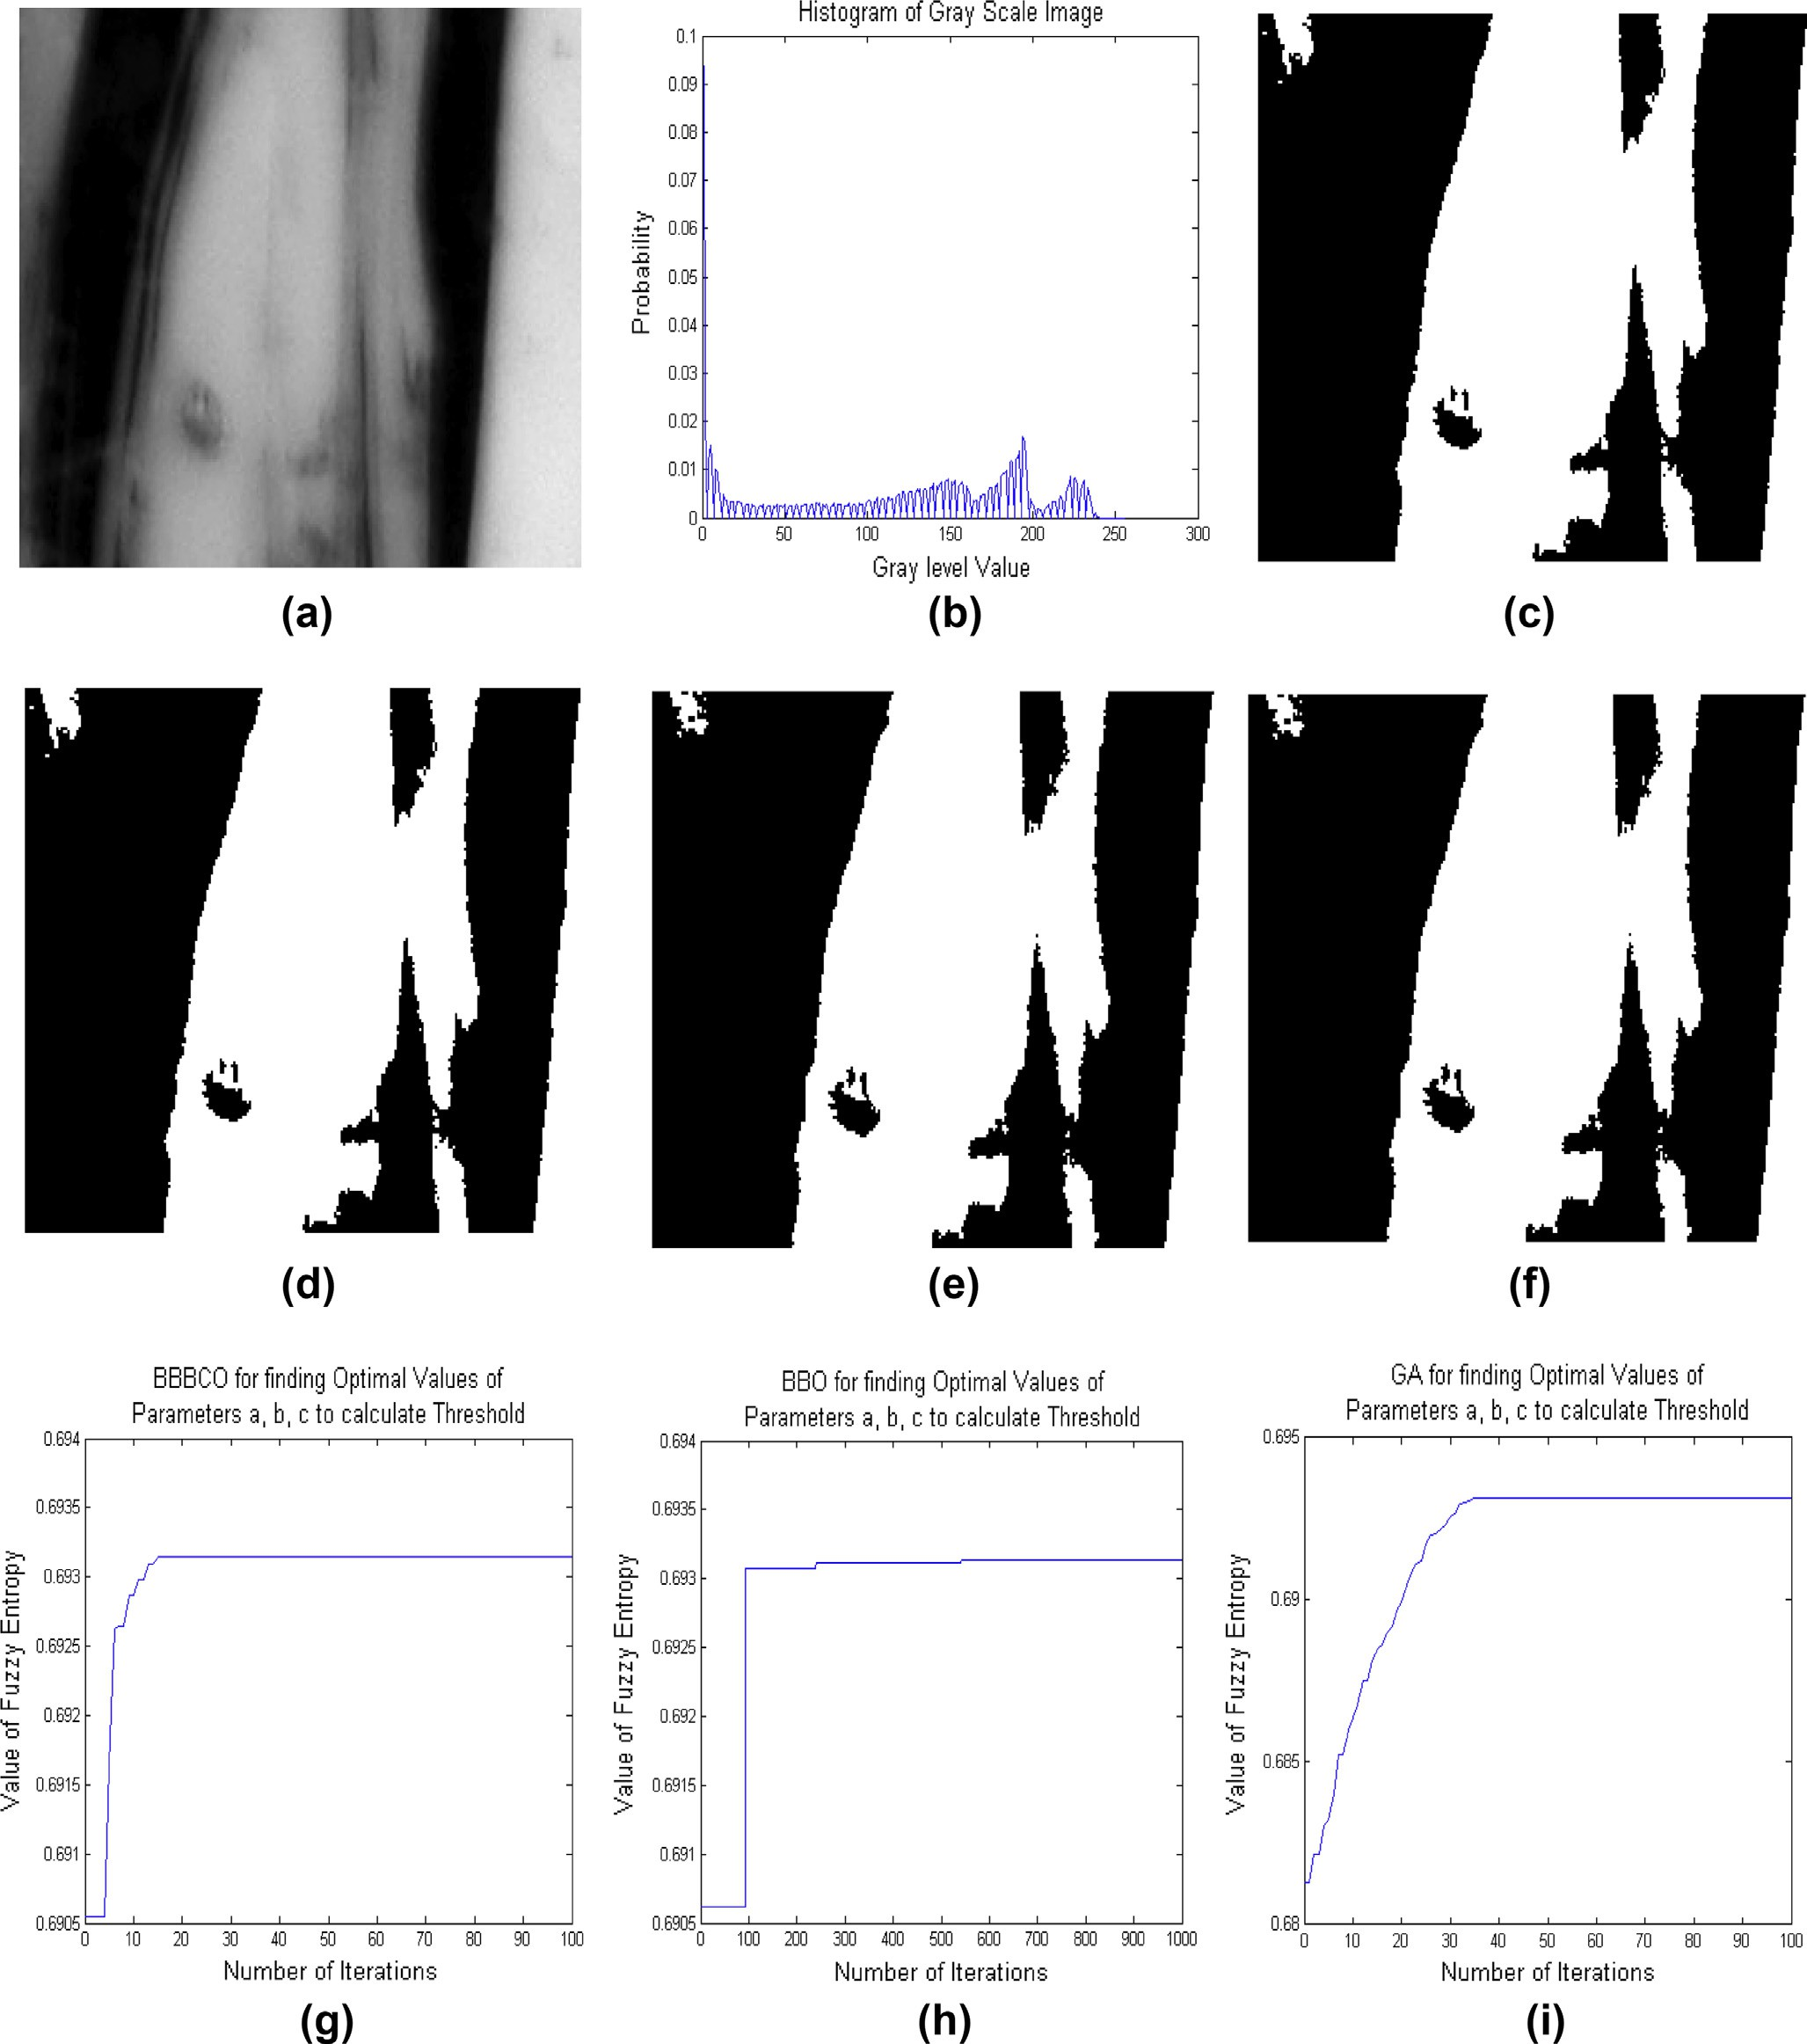 Histogram of Gray Scale Image
0.1
0.09
0.08
0.07
0.06
0.05
0.04
0.03
0.02
0.01
0
Probability
0 50 100 150 200 250 300
Gray level Value
(a) (b) (c)
(d) (e) (f)
BBBCO for finding Optimal Values of
Parameters a, b, c to calculate Threshold
0.694
0.6935
0.693
0.6925
0.692
0.6915
0.691
0.6905
Value of Fuzzy Entropy
0 10 20 30 40 50 60 70 80 90 100
Number of Iterations
(g)
BBO for finding Optimal Values of
Parameters a, b, c to calculate Threshold
0.694
0.6935
0.693
0.6925
0.692
0.6915
0.691
0.6905
Value of Fuzzy Entropy
0 100 200 300 400 500 600 700 800 900 1000
Number of Iterations
(h)
GA for finding Optimal Values of
Parameters a, b, c to calculate Threshold
0.695
0.69
0.685
0.68
Value of Fuzzy Entropy
0 10 20 30 40 50 60 70 80 90 100
Number of Iterations
(i)